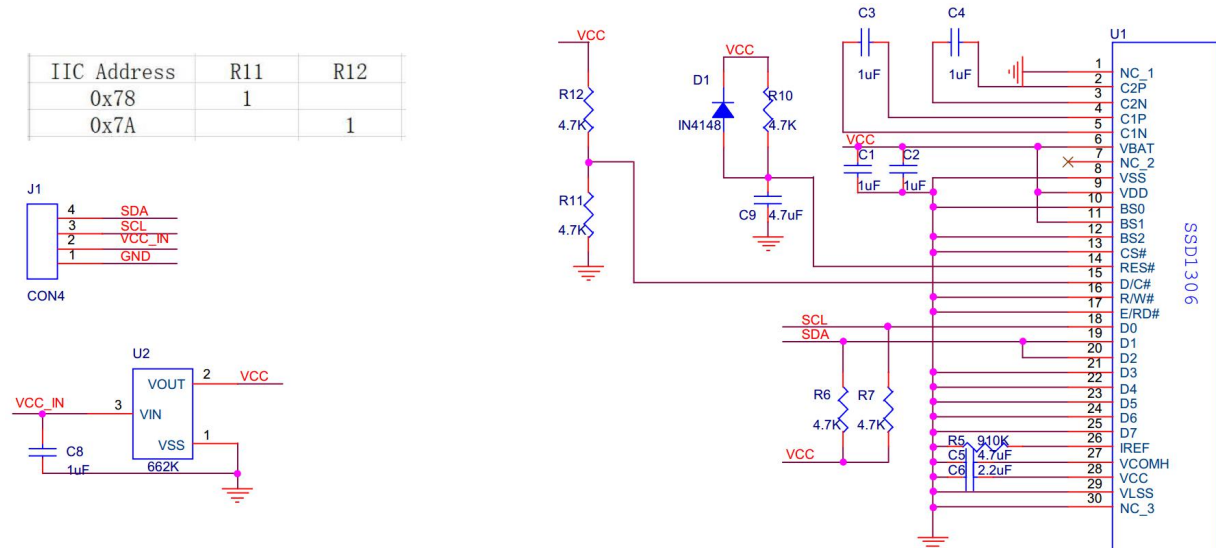 IIC Address R11 R12
0x78 1
0x7A 1
J1
4 SDA
3 SCL
2 VCC_IN
1 GND
CON4
U2
VOUT 2 VCC
VCC_IN 3 VIN
VSS 1
C8
1uF
662K
VCC
R12
4.7K
R11
4.7K
VCC
D1
IN4148
R10
4.7K
C9 4.7uF
C3
1uF
C4
1uF
VCC
C1
1uF
C2
1uF
SCL
SDA
R6
4.7K
R7
4.7K
VCC
R5 910K
C5 4.7uF
C6 2.2uF
U1
1 NC_1
2 C2P
3 C2N
4 C1P
5 C1N
6 VBAT
7 NC_2
8 VSS
9 VDD
10 BS0
11 BS1
12 BS2
13 CS#
14 RES#
15 D/C#
16 R/W#
17 E/RD#
18 D0
19 D1
20 D2
21 D3
22 D4
23 D5
24 D6
25 D7
26 IREF
27 VCOMH
28 VCC
29 VLSS
30 NC_3
SSD1306